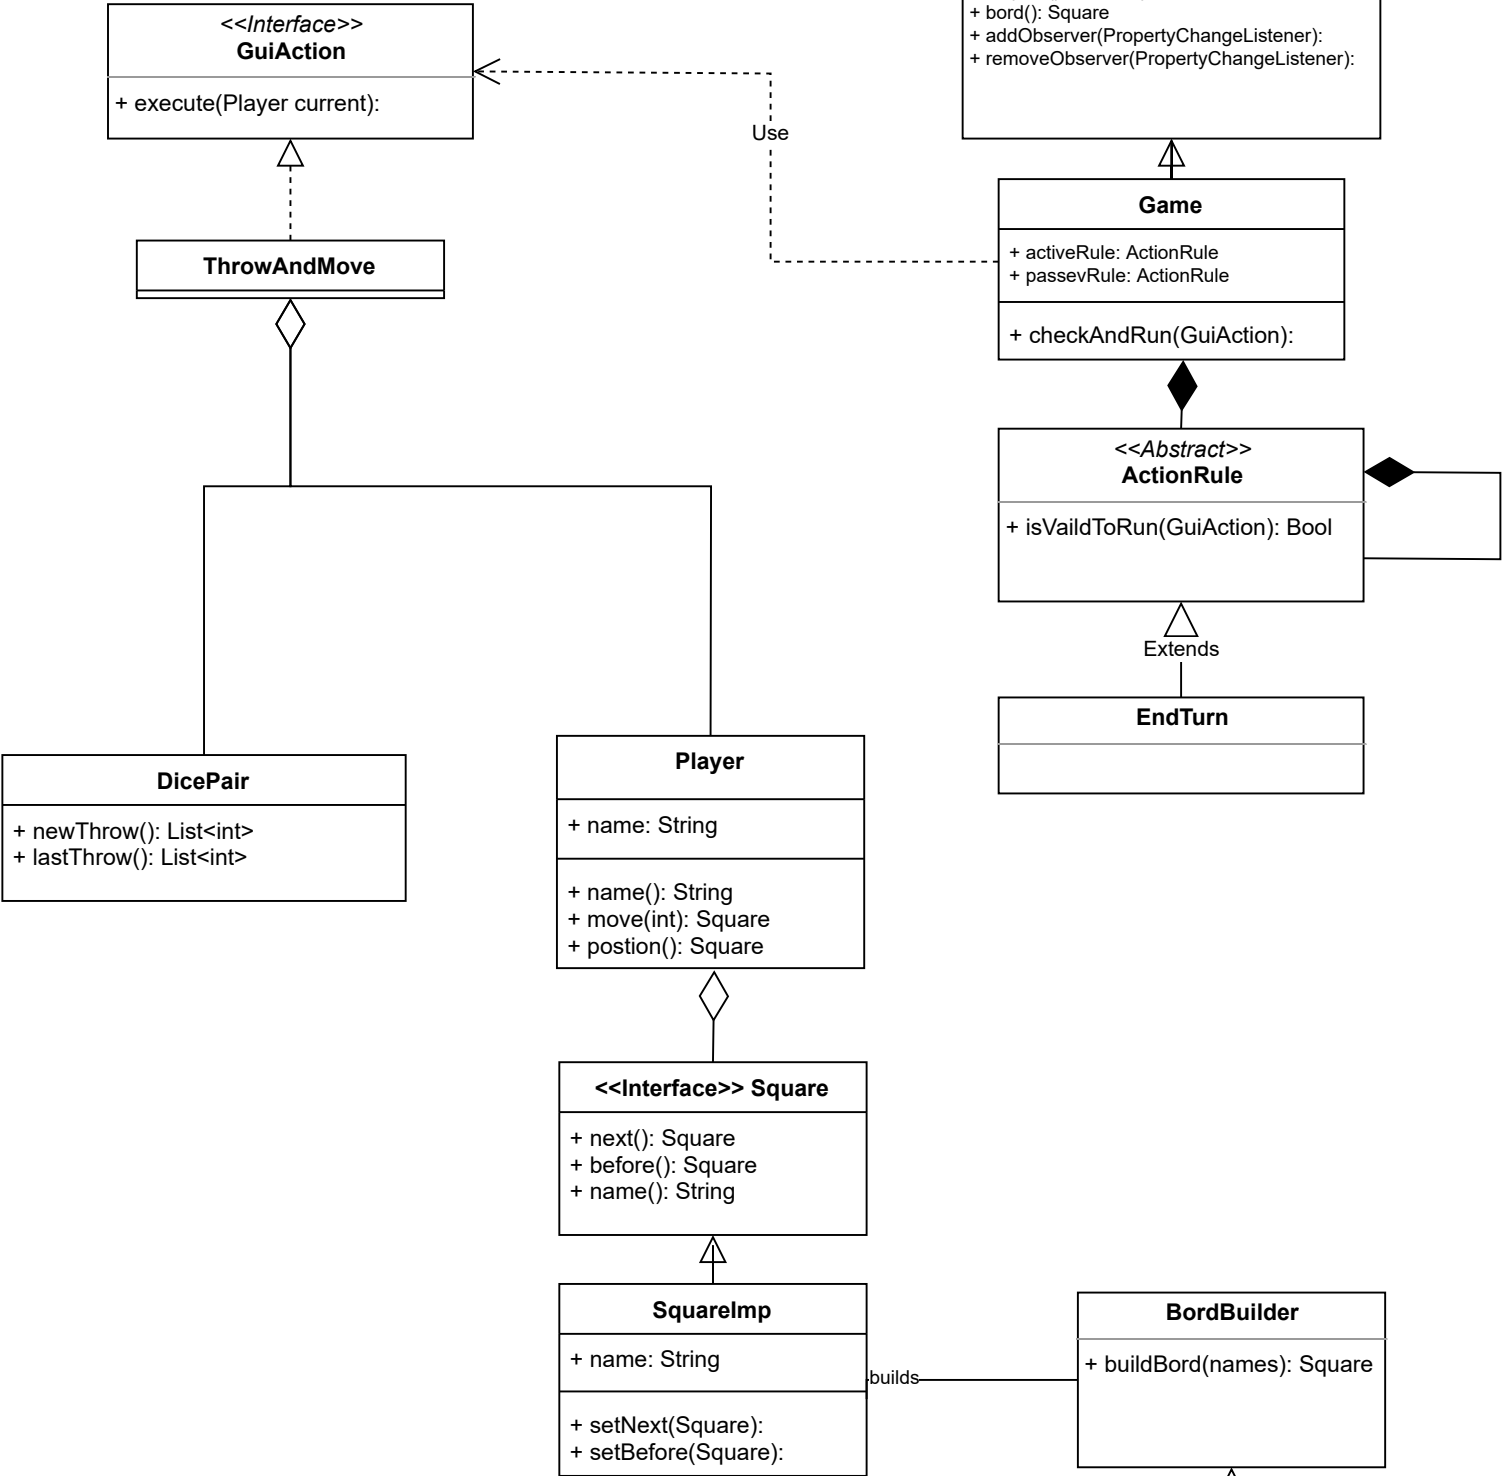 <<Interface>>
GuiAction
+ execute(Player current):
+ bord(): Square
+ addObserver(PropertyChangeListener):
+ removeObserver(PropertyChangeListener):
Use
ThrowAndMove
Game
+ activeRule: ActionRule
+ passevRule: ActionRule
+ checkAndRun(GuiAction):
<<Abstract>>
ActionRule
+ isVaildToRun(GuiAction): Bool
Extends
EndTurn
DicePair
+ newThrow(): List<int>
+ lastThrow(): List<int>
Player
+ name: String
+ name(): String
+ move(int): Square
+ postion(): Square
<<Interface>> Square
+ next(): Square
+ before(): Square
+ name(): String
SquareImp
+ name: String
+ setNext(Square):
+ setBefore(Square):
builds
BordBuilder
+ buildBord(names): Square